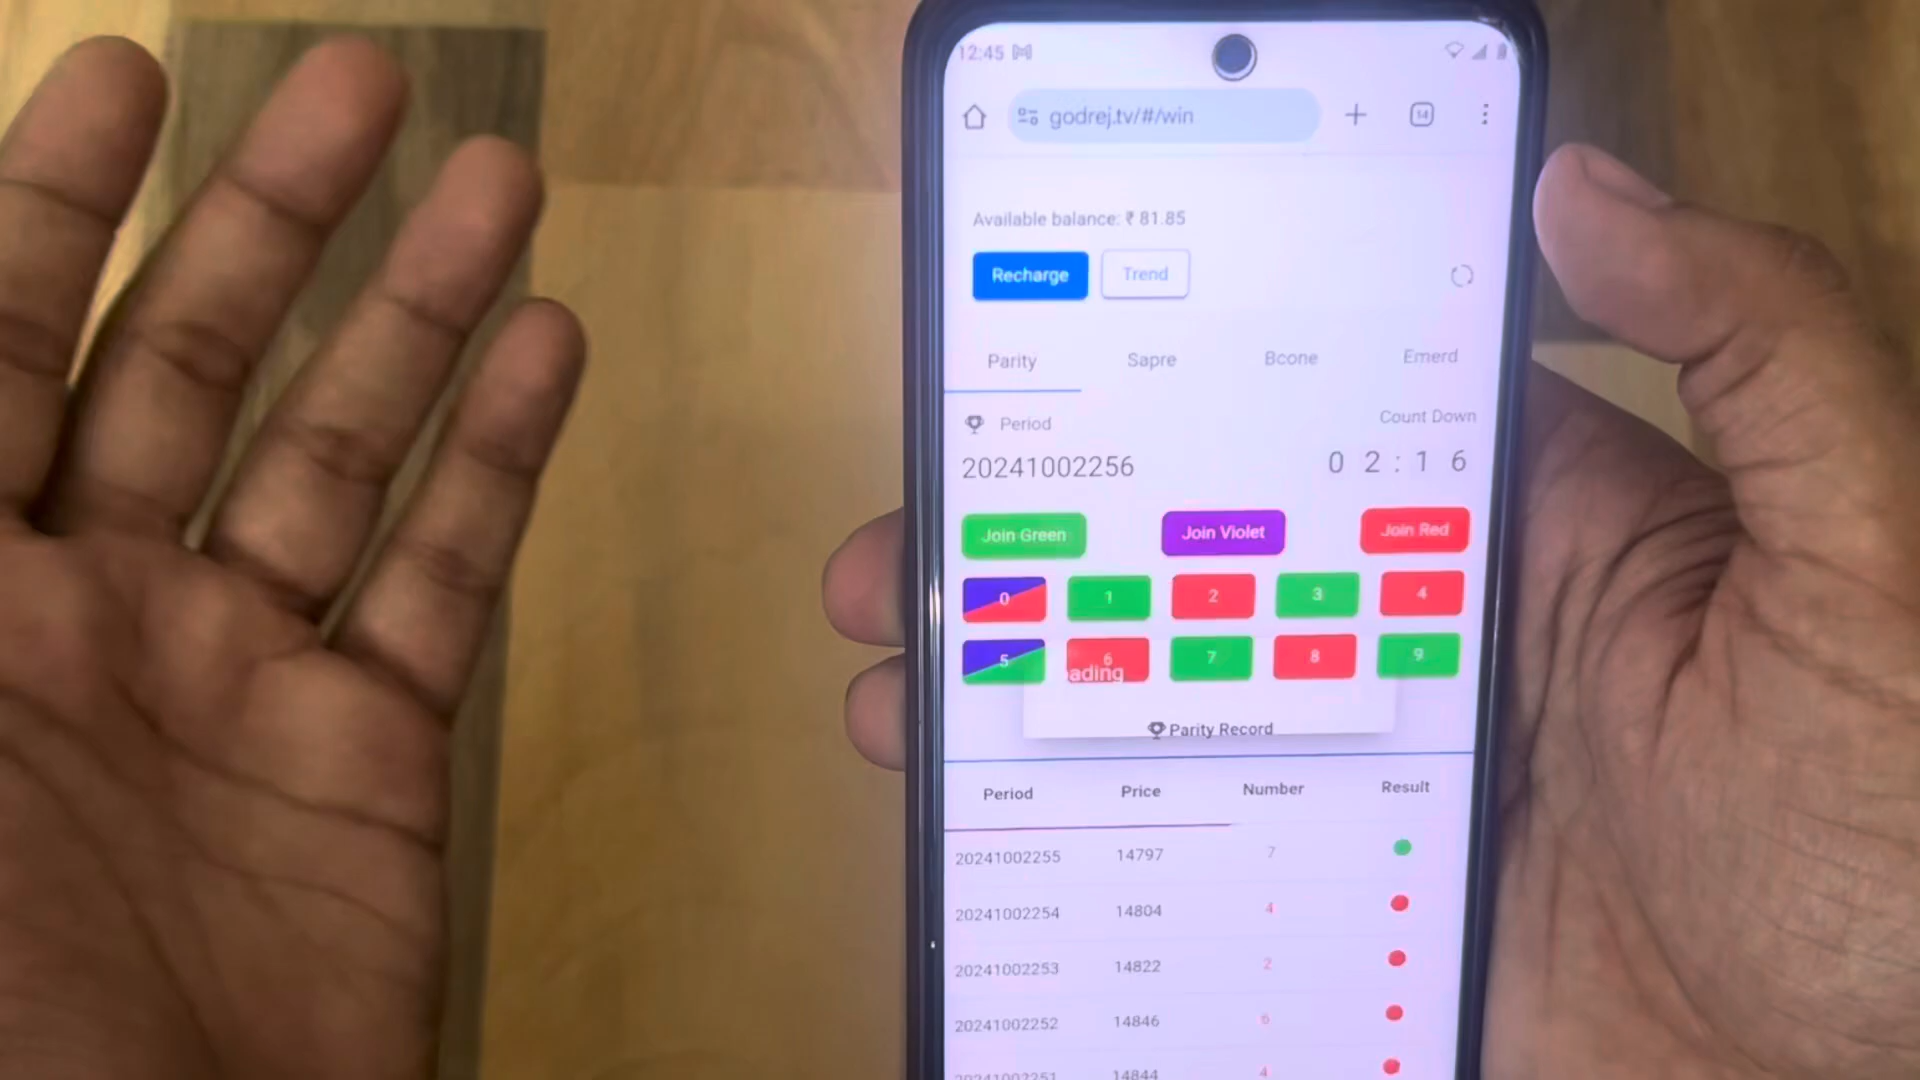 12:45
godrej.tv/#/win
14
Available balance: ₹ 81.85
Recharge
Trend
Parity
Sapre
Bcone
Emerd
Period
Count Down
20241002256
0 2 : 1 6
Join Green
Join Violet
Join Red
0
1
2
3
4
5
6
7
8
9
ading
Parity Record
Period Price Number Result
20241002255 14797 7
20241002254 14804 4
20241002253 14822 2
20241002252 14846 6
20241002251 14844 4